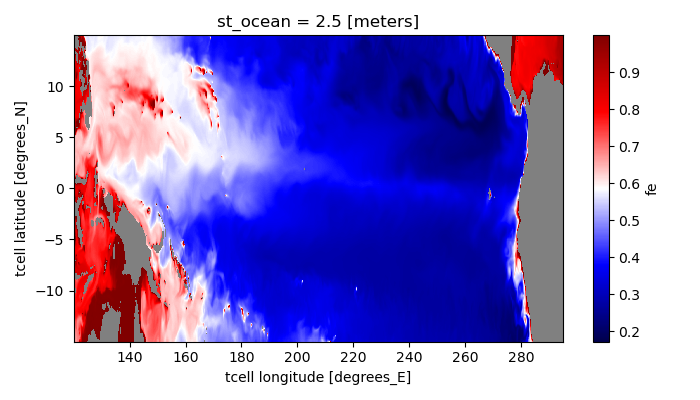 st_ocean = 2.5 [meters]
10
5
0
−5
−10
tcell latitude [degrees_N]
140 160 180 200 220 240 260 280
tcell longitude [degrees_E]
0.9
0.8
0.7
0.6
0.5
0.4
0.3
0.2
fe